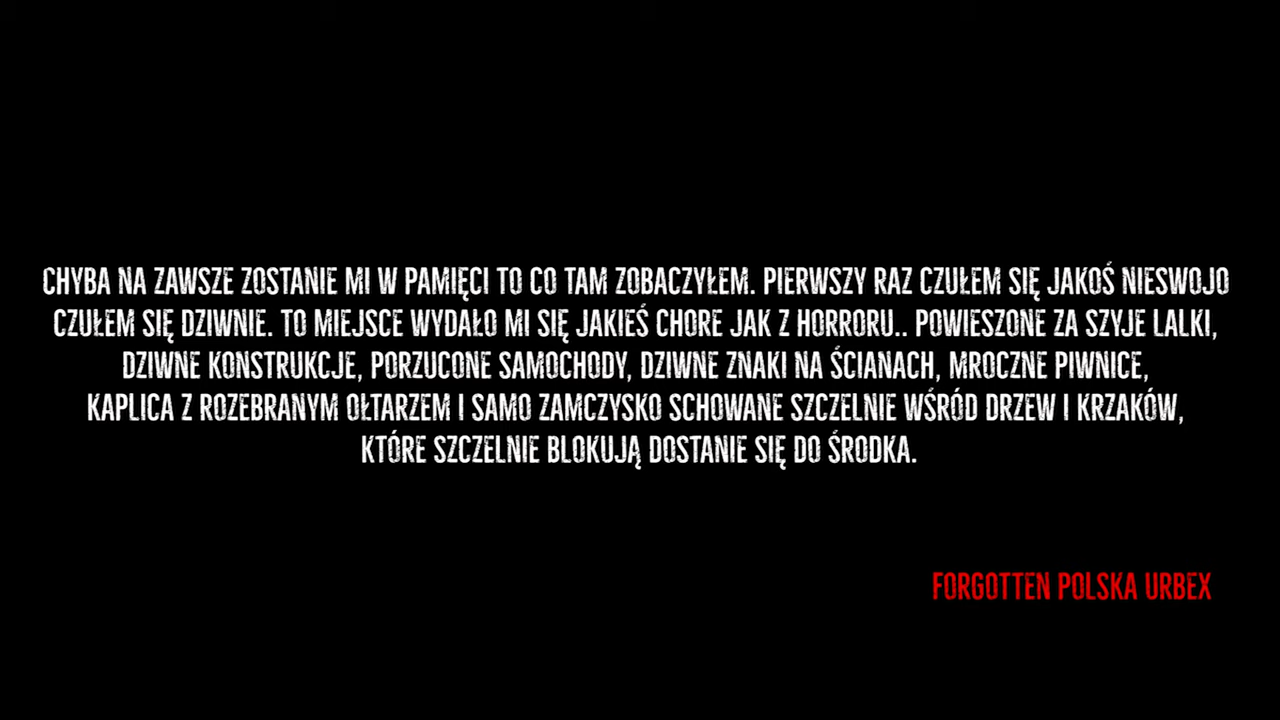 CHYBA NA ZAWSZE ZOSTANIE MI W PAMIĘCI TO CO TAM ZOBACZYŁEM. PIERWSZY RAZ CZUŁEM SIĘ JAKOŚ NIESWOJO
CZUŁEM SIĘ DZIWNIE. TO MIEJSCE WYDAŁO MI SIĘ JAKIEŚ CHORE JAK Z HORRORU.. POWIESZONE ZA SZYJE LALKI,
DZIWNE KONSTRUKCJE, PORZUCONE SAMOCHODY, DZIWNE ZNAKI NA ŚCIANACH, MROCZNE PIWNICE,
KAPLICA Z ROZEBRANYM OŁTARZEM I SAMO ZAMCZYSKO SCHOWANE SZCZELNIE WŚRÓD DRZEW I KRZAKÓW,
KTÓRE SZCZELNIE BLOKUJĄ DOSTANIE SIĘ DO ŚRODKA.
FORGOTTEN POLSKA URBEX